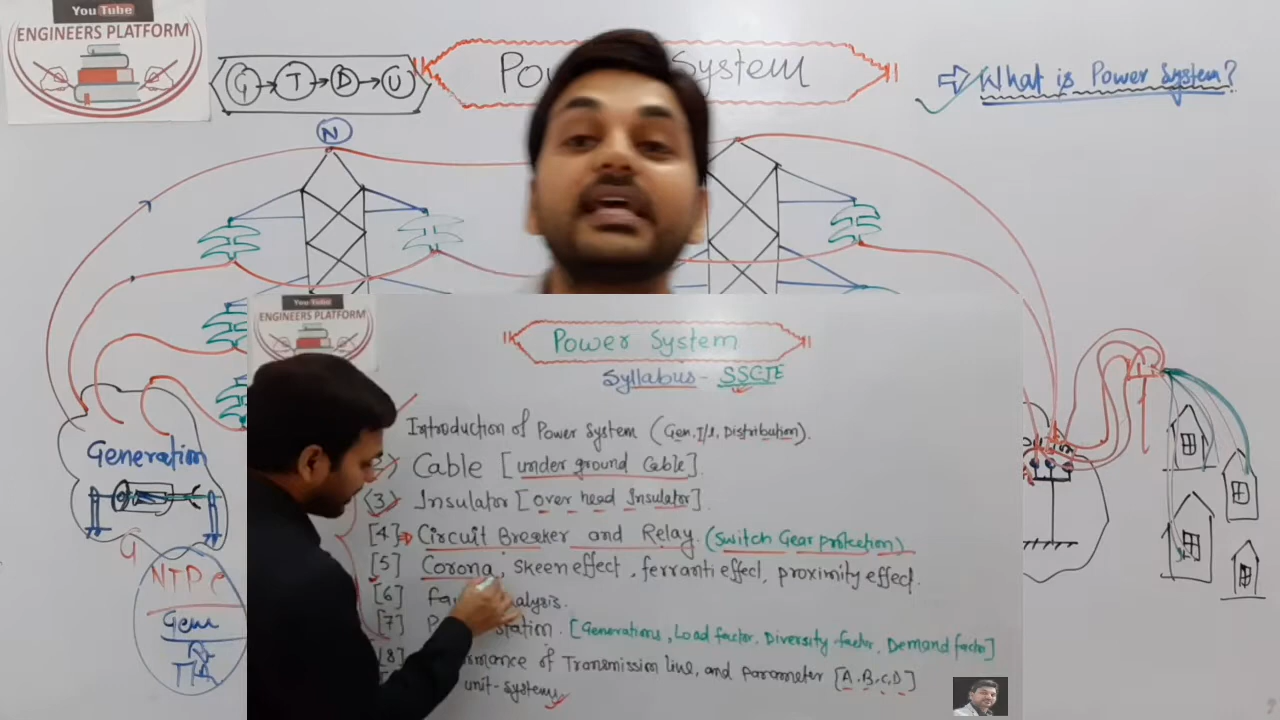 YouTube
ENGINEERS PLATFORM
G T D U
System
What is Power System?
N
Generation
G
NTPC
YouTube
ENGINEERS PLATFORM
Power System
Syllabus - SSCJE
Introduction of Power System (Gen, T/L, Distribution).
Cable [under ground Cable].
(3) Insulator [over head Insulator].
[4] Circuit Breaker and Relay. (Switch Gear protection)
[5] Corona, skeen effect, ferranti effect, proximity effect.
[6]
[7] [Generations, Load factor, Diversity factor, Demand factor]
of Transmission line, and parameter [A,B,C,D]
unit-system